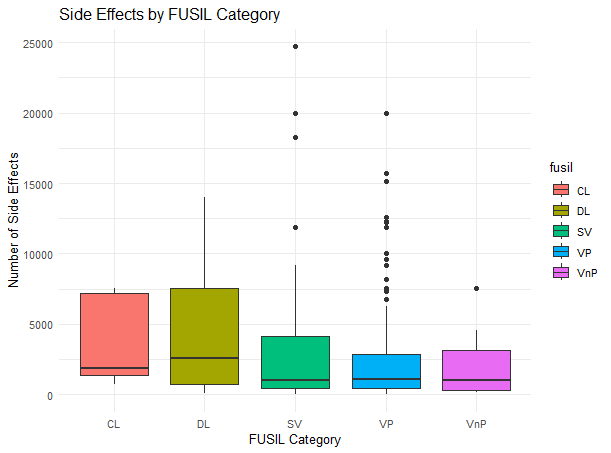 Side Effects by FUSIL Category
Number of Side Effects
25000
20000
15000
10000
5000
0
CL
DL
SV
VP
VnP
FUSIL Category
fusil
CL
DL
SV
VP
VnP